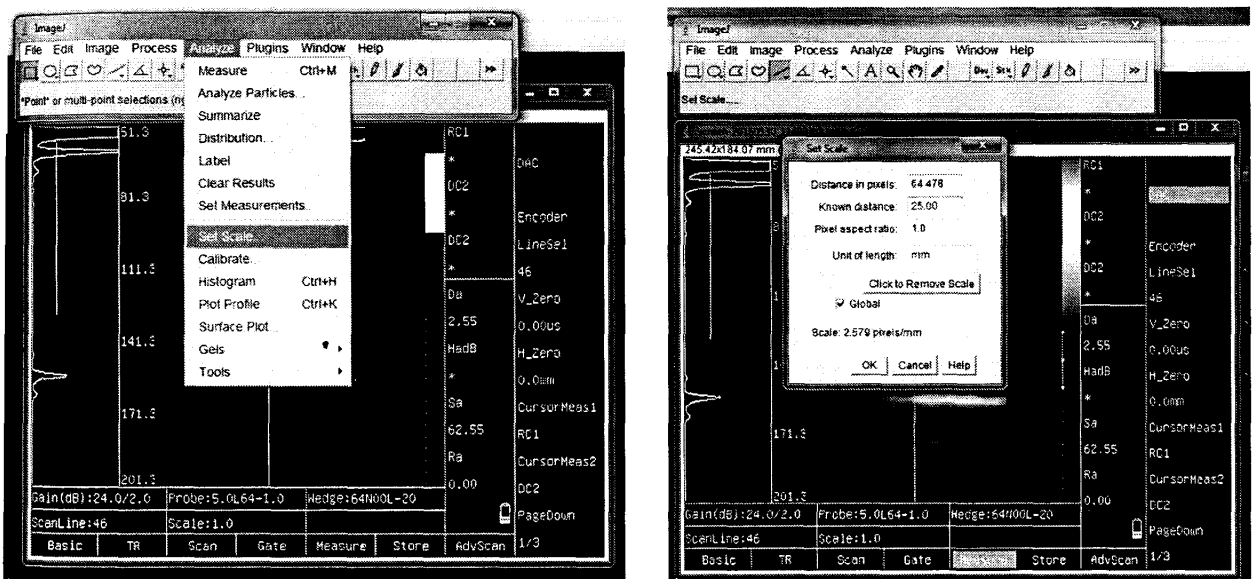 ImageJ
File Edit Image Process Analyze Plugins Window Help
*Point* or multi-point selections
Measure Ctrl+M
Analyze Particles...
Summarize
Distribution...
Label
Clear Results
Set Measurements...
Set Scale...
Calibrate...
Histogram Ctrl+H
Plot Profile Ctrl+K
Surface Plot...
Gels
Tools
51.3
81.3
111.3
141.3
171.3
201.3
RC1
*
DC2
*
DC2
*
Da
2.55
HadB
*
Sa
62.55
Ra
0.00
DAC
Encoder
LineSel
46
V_Zero
0.00us
H_Zero
0.0mm
CursorMeas1
RC1
CursorMeas2
DC2
PageDown
1/3
Gain(dB):24.0/2.0 Probe:5.0L64-1.0 Wedge:64N00L-20
ScanLine:46 Scale:1.0
Basic TR Scan Gate Measure Store AdvScan
ImageJ
File Edit Image Process Analyze Plugins Window Help
Dev Stk
Set Scale...
245.42x184.07 mm
Set Scale
Distance in pixels: 64.478
Known distance: 25.00
Pixel aspect ratio: 1.0
Unit of length: mm
Click to Remove Scale
Global
Scale: 2.579 pixels/mm
OK Cancel Help
171.3
201.3
RC1
*
DC2
*
DC2
*
Da
2.55
HadB
*
Sa
62.55
Ra
0.00
Encoder
LineSel
46
V_Zero
0.00us
H_Zero
0.0mm
CursorMeas1
RC1
CursorMeas2
DC2
PageDown
1/3
Gain(dB):24.0/2.0 Probe:5.0L64-1.0 Wedge:64N00L-20
ScanLine:46 Scale:1.0
Basic TR Scan Gate Store AdvScan